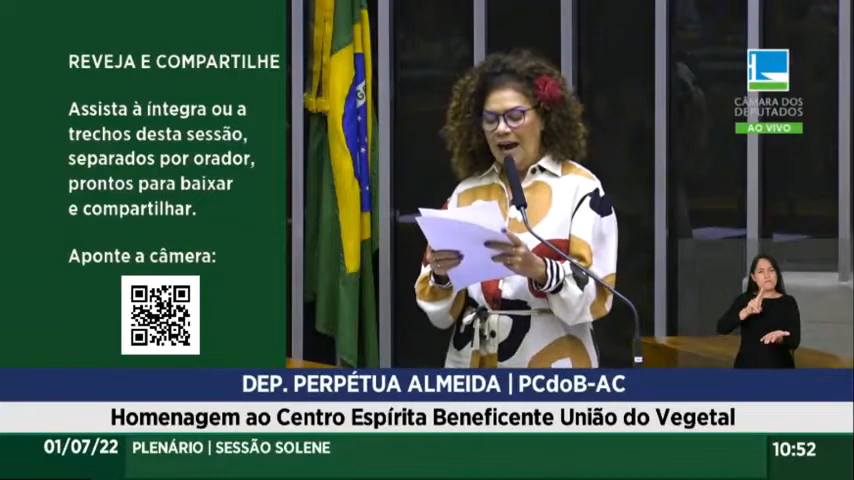 REVEJA E COMPARTILHE
Assista à íntegra ou a
trechos desta sessão,
separados por orador,
prontos para baixar
e compartilhar.
Aponte a câmera:
CÂMARA DOS
DEPUTADOS
AO VIVO
DEP. PERPÉTUA ALMEIDA | PCdoB-AC
Homenagem ao Centro Espírita Beneficente União do Vegetal
01/07/22 PLENÁRIO | SESSÃO SOLENE 10:52